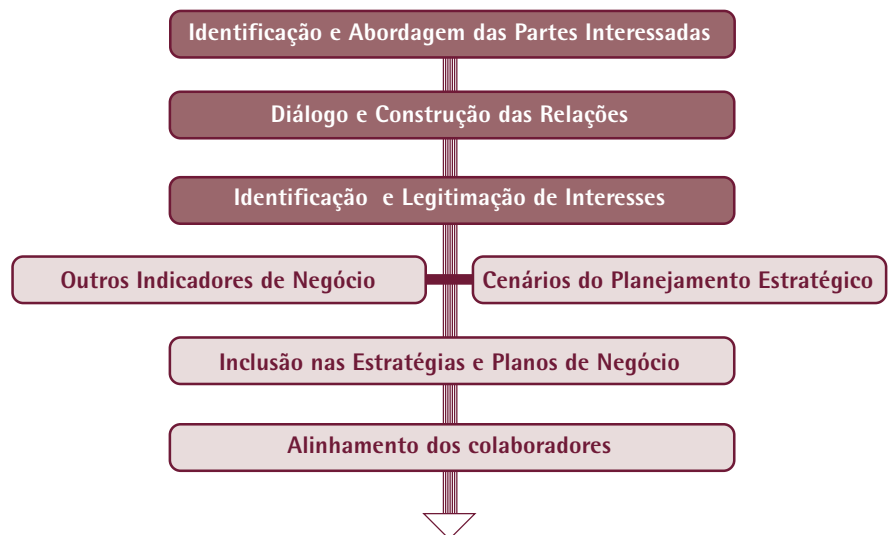 Identificação e Abordagem das Partes Interessadas
Diálogo e Construção das Relações
Identificação e Legitimação de Interesses
Outros Indicadores de Negócio
Cenários do Planejamento Estratégico
Inclusão nas Estratégias e Planos de Negócio
Alinhamento dos colaboradores